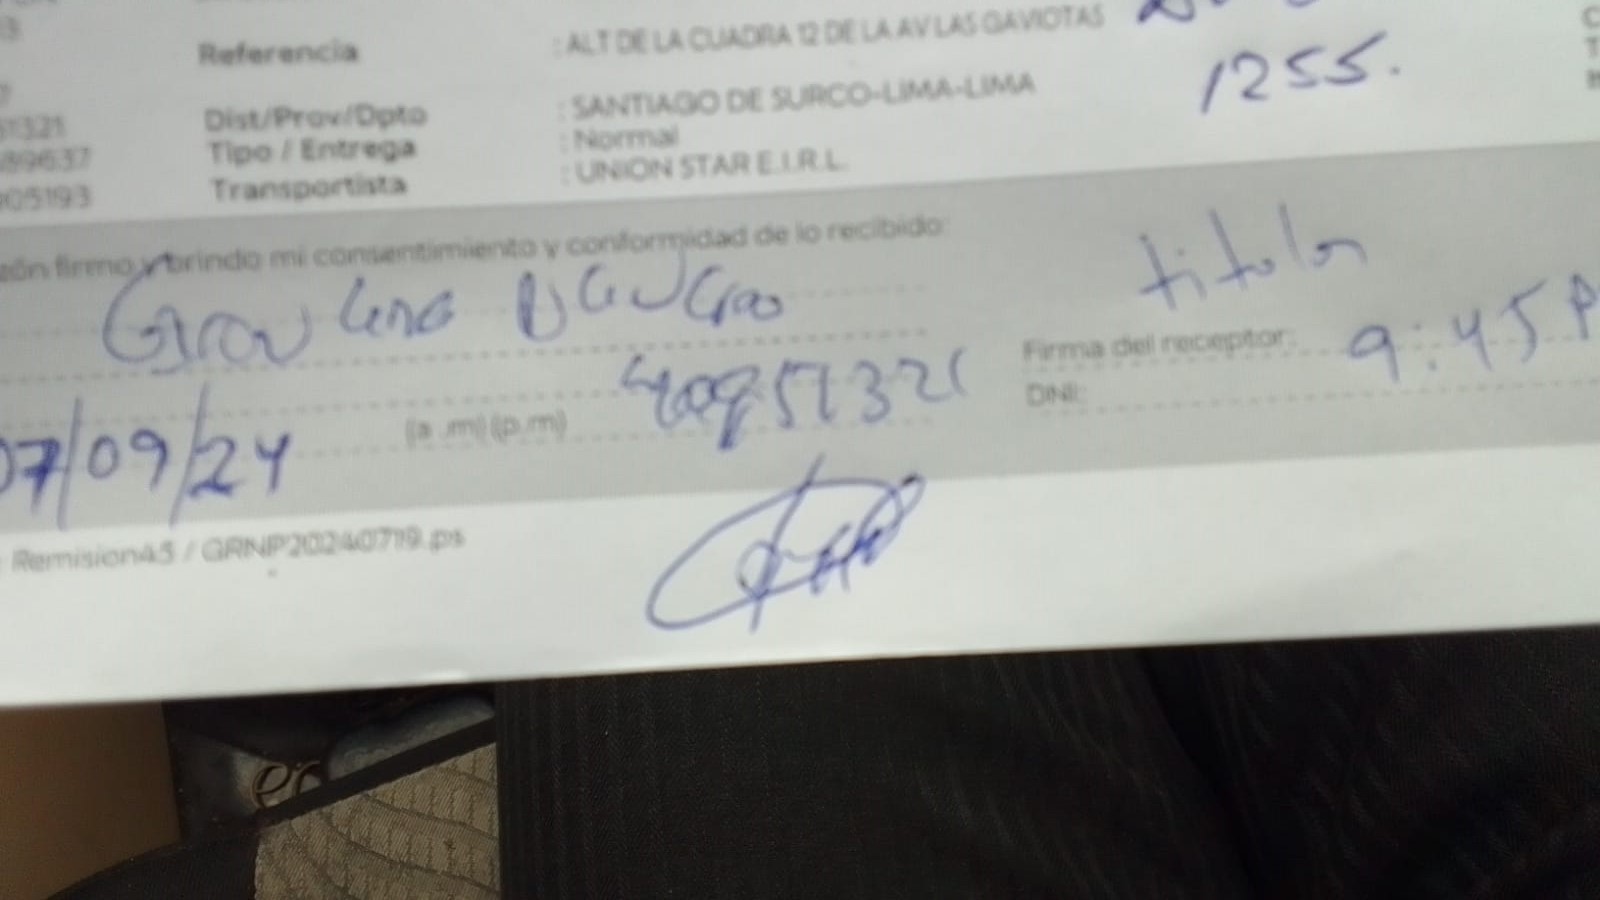 Referencia : ALT DE LA CUADRA 12 DE LA AV LAS GAVIOTAS
1255.
Dist/Prov/Dpto : SANTIAGO DE SURCO-LIMA-LIMA
Tipo / Entrega : Normal
Transportista : UNION STAR E.I.R.L.
firmo y brindo mi consentimiento y conformidad de lo recibido:
titular
Firma del receptor: 9:45 P
DNI:
07/09/24 (a .m) (p.m) 40951321
Remision45 / GRNP20240719.ps